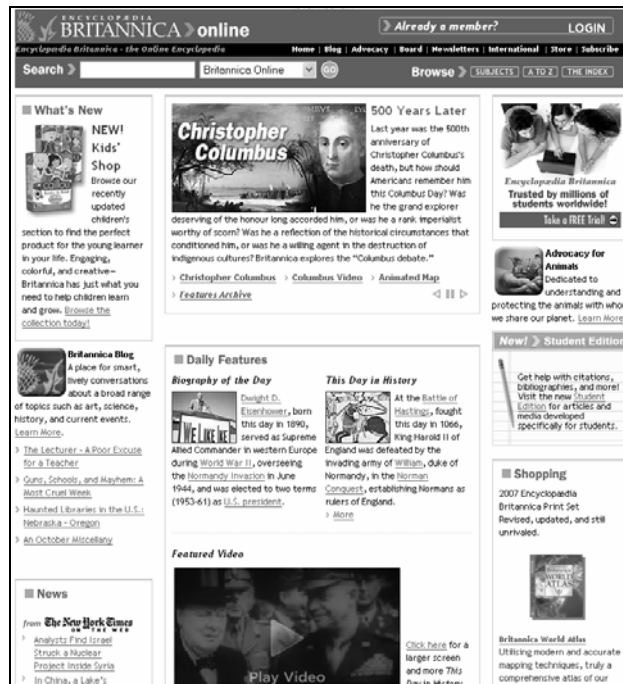 ENCYCLOPÆDIA
BRITANNICA online
Already a member? LOGIN
Encyclopædia Britannica - the Online Encyclopedia
Home | Blog | Advocacy | Board | Newsletters | International | Store | Subscribe
Search
Britannica Online
GO
Browse SUBJECTS A TO Z THE INDEX
What's New
NEW!
Kids'
Shop
Browse our
recently
updated
children's
section to find the perfect
product for the young learner
in your life. Engaging,
colorful, and creative—
Britannica has just what you
need to help children learn
and grow. Browse the
collection today!
Britannica Blog
A place for smart,
lively conversations
about a broad range
of topics such as art, science,
history, and current events.
Learn More.
The Lecturer - A Poor Excuse
for a Teacher
Guns, Schools, and Mayhem: A
Most Cruel Week
Haunted Libraries in the U.S.:
Nebraska - Oregon
An October Miscellany
News
from The New York Times
ON THE WEB
Analysts Find Israel
Struck a Nuclear
Project Inside Syria
In China, a Lake's
Christopher
Columbus
500 Years Later
Last year was the 500th
anniversary of
Christopher Columbus's
death, but how should
Americans remember him
this Columbus Day? Was
he the grand explorer
deserving of the honour long accorded him, or was he a rank imperialist
worthy of scorn? Was he a reflection of the historical circumstances that
conditioned him, or was he a willing agent in the destruction of
indigenous cultures? Britannica explores the "Columbus debate."
Christopher Columbus
Columbus Video
Animated Map
Features Archive
Daily Features
Biography of the Day
Dwight D.
Eisenhower, born
this day in 1890,
served as Supreme
Allied Commander in western Europe
during World War II, overseeing
the Normandy Invasion in June
1944, and was elected to two terms
(1953-61) as U.S. president.
WE LIKE IKE
This Day in History
At the Battle of
Hastings, fought
this day in 1066,
King Harold II of
England was defeated by the
invading army of William, duke of
Normandy, in the Norman
Conquest, establishing Normans as
rulers of England.
More
Featured Video
Play Video
Click here for a
larger screen
and more This
Day in History
Encyclopædia Britannica
Trusted by millions of
students worldwide!
Take a FREE Trial!
Advocacy for
Animals
Dedicated to
understanding and
protecting the animals with who
we share our planet. Learn More
New! Student Edition
Get help with citations,
bibliographies, and more!
Visit the new Student
Edition for articles and
media developed
specifically for students.
Shopping
2007 Encyclopædia
Britannica Print Set
Revised, updated, and still
unrivaled.
WORLD
ATLAS
Britannica World Atlas
Utilising modern and accurate
mapping techniques, truly a
comprehensive atlas of our